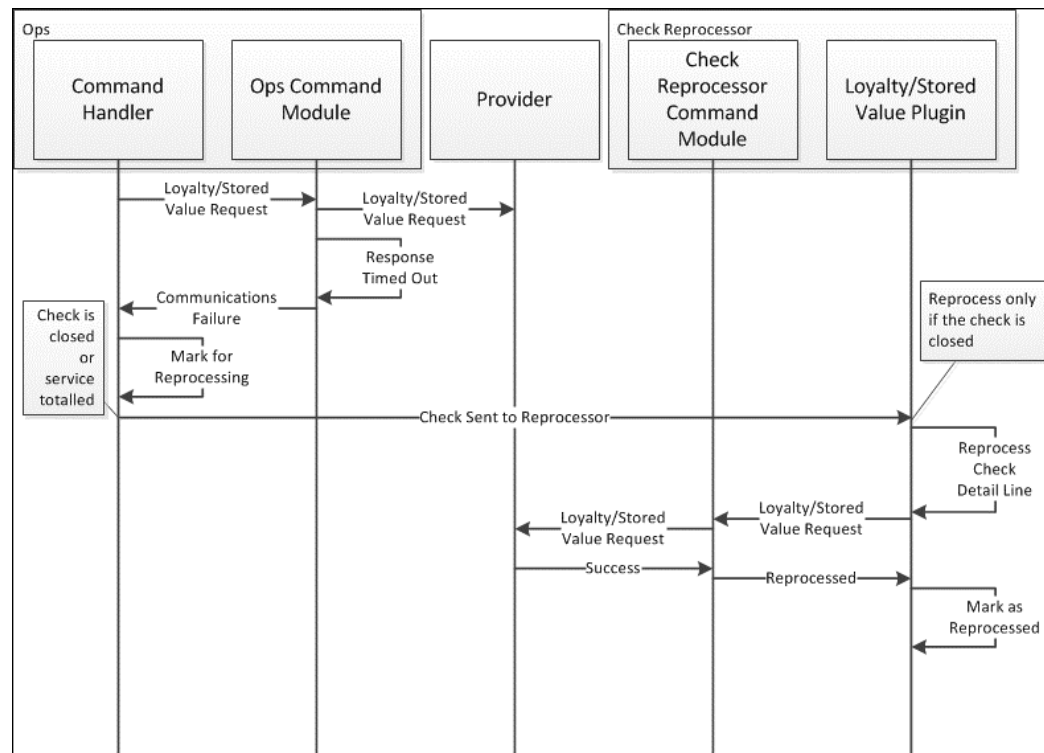 Ops
Check Reprocessor
Command
Handler
Ops Command
Module
Provider
Check
Reprocessor
Command
Module
Loyalty/Stored
Value Plugin
Loyalty/Stored
Value Request
Loyalty/Stored
Value Request
Response
Timed Out
Communications
Failure
Check is
closed
or
service
totalled
Mark for
Reprocessing
Reprocess only
if the check is
closed
Check Sent to Reprocessor
Reprocess
Check
Detail Line
Loyalty/Stored
Value Request
Loyalty/Stored
Value Request
Success
Reprocessed
Mark as
Reprocessed